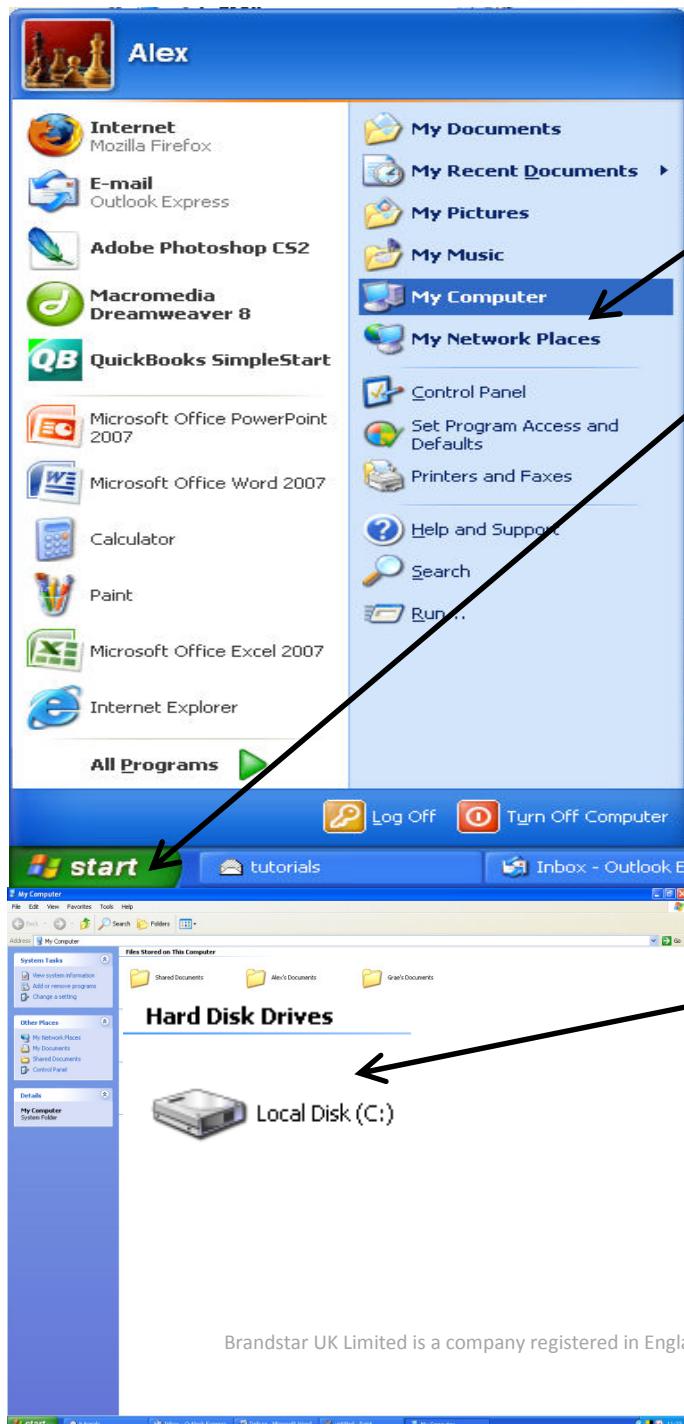 Alex
Internet
Mozilla Firefox
E-mail
Outlook Express
Adobe Photoshop CS2
Macromedia
Dreamweaver 8
QB
QuickBooks SimpleStart
Microsoft Office PowerPoint
2007
Microsoft Office Word 2007
Calculator
Paint
Microsoft Office Excel 2007
Internet Explorer
All Programs
My Documents
My Recent Documents
My Pictures
My Music
My Computer
My Network Places
Control Panel
Set Program Access and
Defaults
Printers and Faxes
Help and Support
Search
Run...
Log Off
Turn Off Computer
start
tutorials
Inbox - Outlook E
My Computer
File Edit View Favorites Tools Help
Back Search Folders
Address My Computer Go
System Tasks
View system information
Add or remove programs
Change a setting
Other Places
My Network Places
My Documents
Shared Documents
Control Panel
Details
My Computer
System Folder
Files Stored on This Computer
Shared Documents
Alex's Documents
Grae's Documents
Hard Disk Drives
Local Disk (C:)
Brandstar UK Limited is a company registered in Engla
start